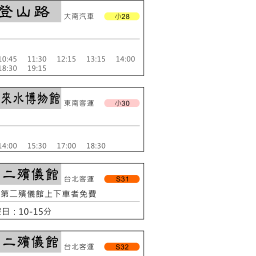 登山路 大南汽車 小28
10:45 11:30 12:15 13:15 14:00
18:30 19:15
來水博物館 東南客運 小30
14:00 15:30 17:00 18:30
二殯儀館 台北客運 S31
第二殯儀館上下車者免費
日：10-15分
二殯儀館 台北客運 S32